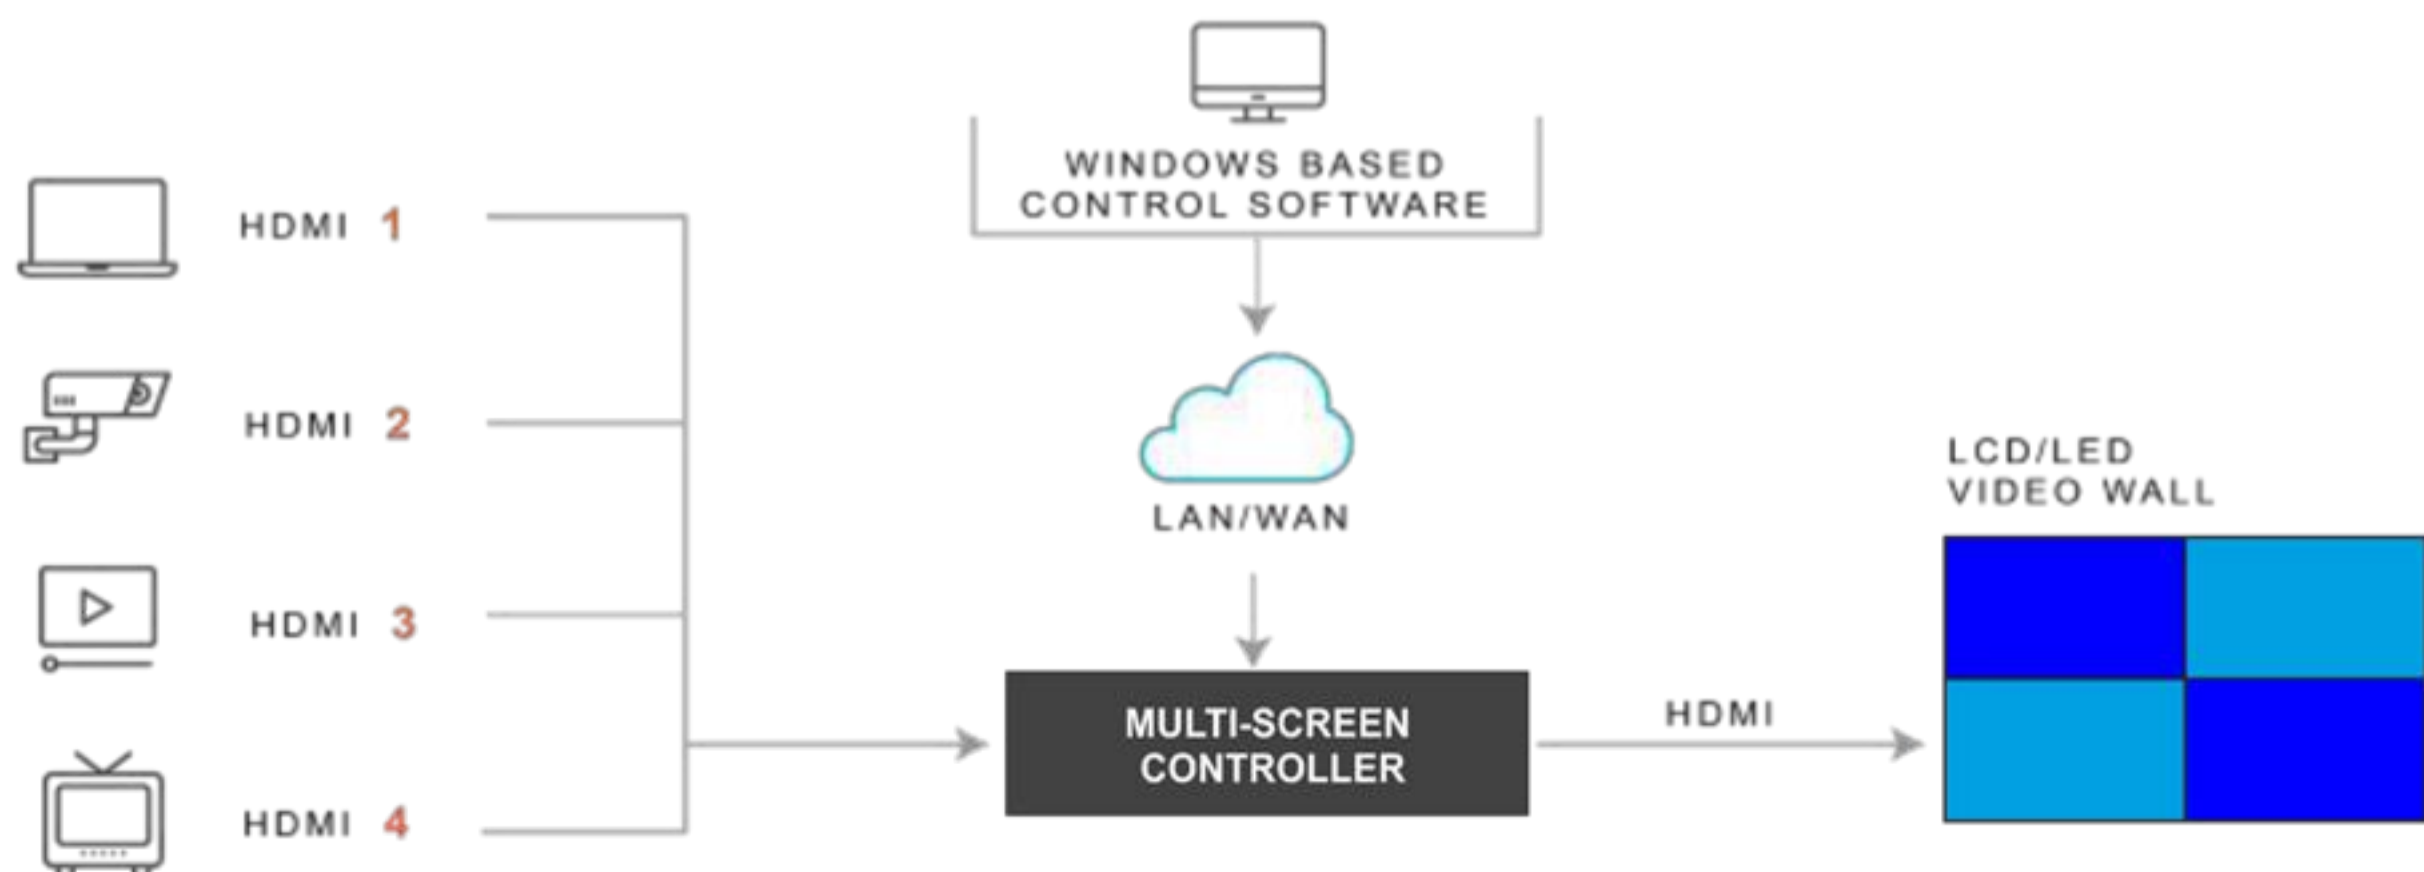 WINDOWS BASED
CONTROL SOFTWARE
HDMI 1
HDMI 2
HDMI 3
HDMI 4
LAN/WAN
MULTI-SCREEN
CONTROLLER
HDMI
LCD/LED
VIDEO WALL